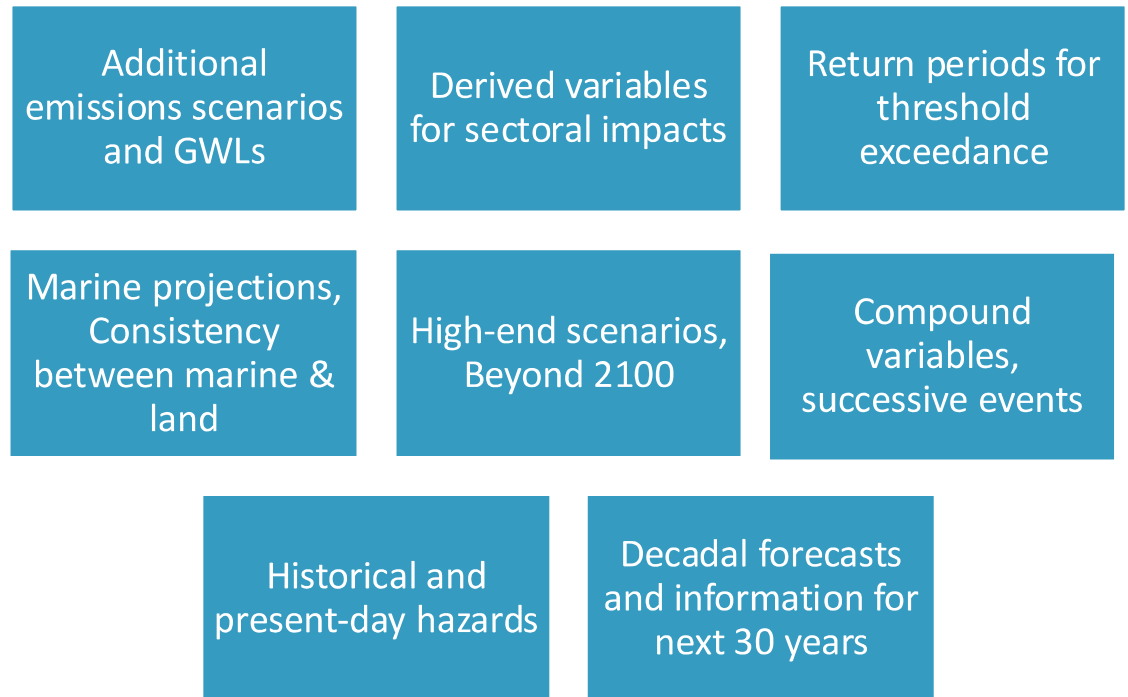 Additional
emissions scenarios
and GWLs
Derived variables
for sectoral impacts
Return periods for
threshold
exceedance
Marine projections,
Consistency
between marine &
land
High-end scenarios,
Beyond 2100
Compound
variables,
successive events
Historical and
present-day hazards
Decadal forecasts
and information for
next 30 years